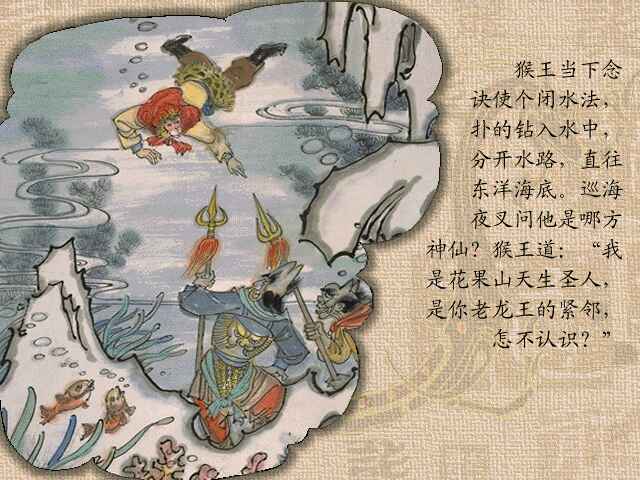 猴王当下念
诀使个闭水法，
扑的钻入水中，
分开水路，直往
东洋海底。巡海
夜叉问他是哪方
神仙？猴王道：“我
是花果山天生圣人，
是你老龙王的紧邻，
怎不认识？”